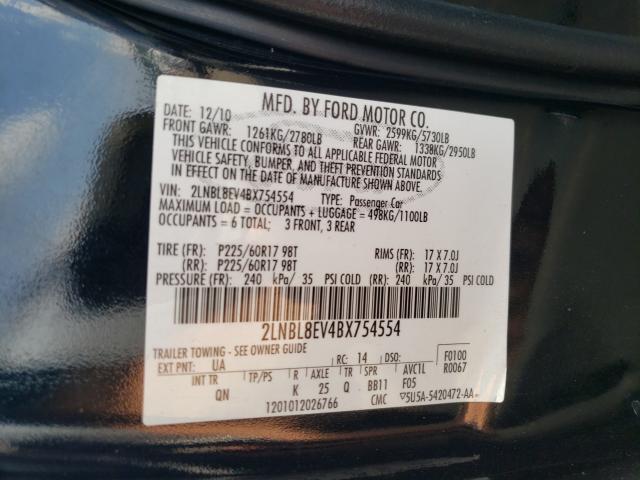 MFD. BY FORD MOTOR CO.
DATE: 12/10 GVWR: 2599KG/5730LB
FRONT GAWR: 1261KG/2780LB REAR GAWR: 1338KG/2950LB
THIS VEHICLE CONFORMS TO ALL APPLICABLE FEDERAL MOTOR
VEHICLE SAFETY, BUMPER, AND THEFT PREVENTION STANDARDS
IN EFFECT ON THE DATE OF MANUFACTURE SHOWN ABOVE.
VIN: 2LNBL8EV4BX754554 TYPE: Passenger Car
MAXIMUM LOAD = OCCUPANTS + LUGGAGE = 498KG/1100LB
OCCUPANTS = 6 TOTAL; 3 FRONT, 3 REAR
TIRE (FR): P225/60R17 98T RIMS (FR): 17 X 7.0J
(RR): P225/60R17 98T (RR): 17 X 7.0J
PRESSURE (FR): 240 kPa/ 35 PSI COLD (RR): 240 kPa/ 35 PSI COLD
2LNBL8EV4BX754554
TRAILER TOWING - SEE OWNER GUIDE F0100
EXT PNT: UA RC: 14 DSO: R0067
INT TR TP/PS R AXLE TR SPR AVC1L
QN K 25 Q BB11 F05
1201012026766 CMC ▽5U5A-5420472-AA